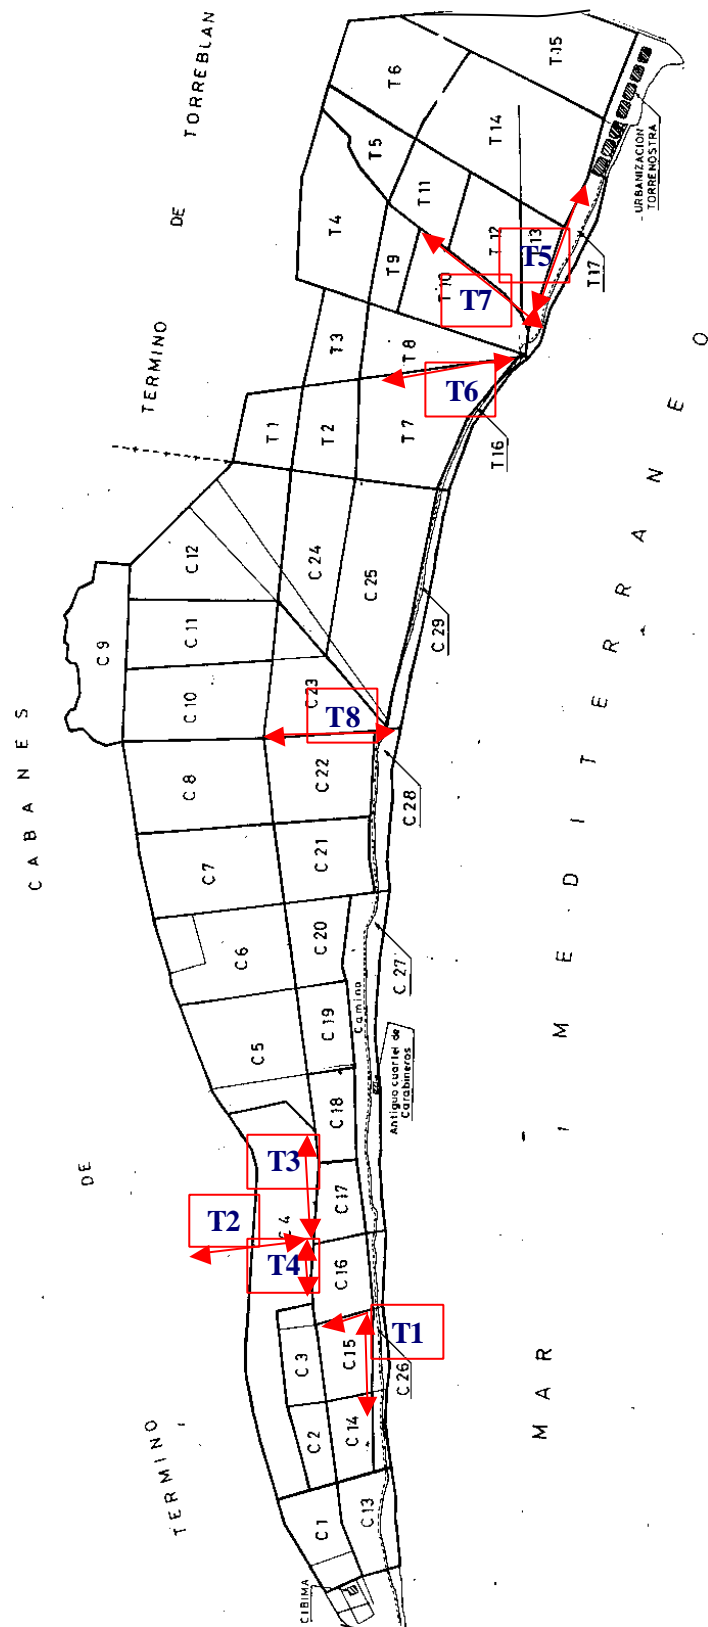 TERMINO DE TORREBLAN
TERMINO DE CABANES
MAR MEDITERRANEO
URBANIZACION
TORRENOSTRA
Antiguo cuartel de
Carabineros
Camino
CIBIMA
T15
T6
T14
T5
T11
T4
T12
T13
T9
T10
T17
T3
T8
T1
T2
T7
T16
C12
C24
C25
C11
C9
C29
C10
C23
C8
C22
C28
C7
C21
C6
C20
C27
C5
C19
C18
C4
C17
C16
C3
C15
C26
C2
C14
C1
C13
T5
T7
T6
T8
T3
T2
T4
T1